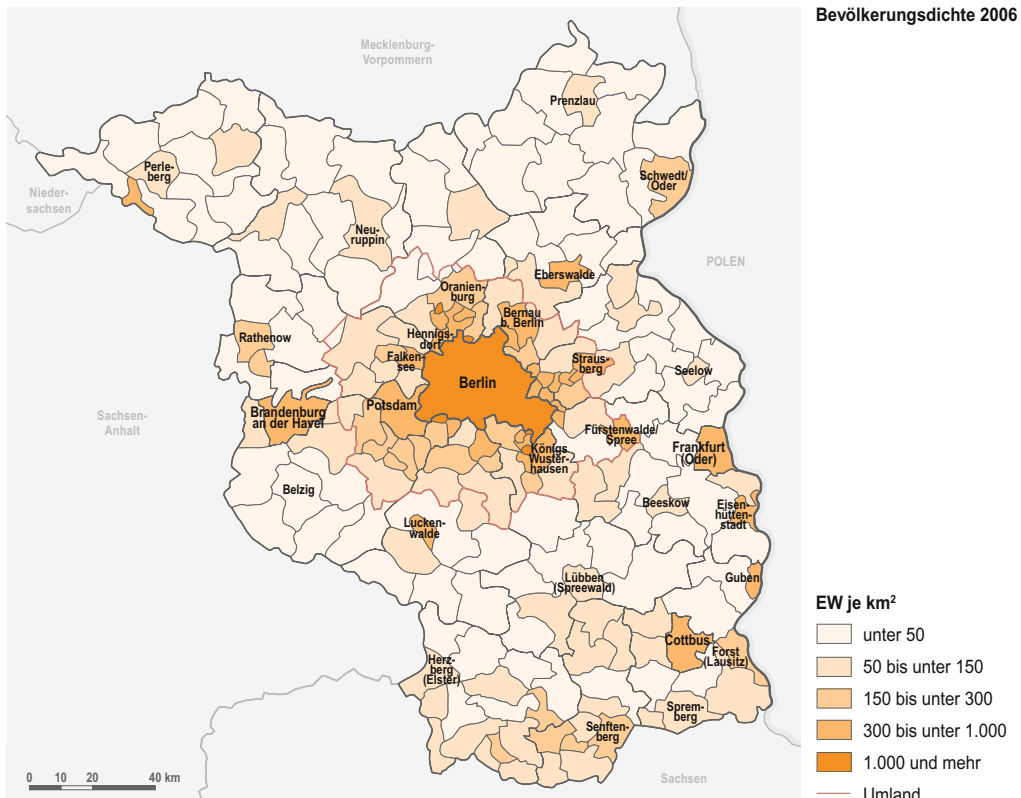 Bevölkerungsdichte 2006
Mecklenburg-
Vorpommern
Prenzlau
Perle-
berg
Schwedt/
Oder
Nieder-
sachsen
Neu-
ruppin
POLEN
Eberswalde
Oranien-
burg
Bernau
b. Berlin
Hennigs-
dorf
Rathenow
Falken-
see
Straus-
berg
Seelow
Berlin
Potsdam
Brandenburg
an der Havel
Sachsen-
Anhalt
Fürstenwalde/
Spree
Frankfurt
(Oder)
Königs
Wuster-
hausen
Belzig
Beeskow
Eisen-
hütten-
stadt
Lucken-
walde
Lübben
(Spreewald)
Guben
Cottbus
Forst
(Lausitz)
Herz-
berg
(Elster)
Sprem-
berg
Senften-
berg
Sachsen
0 10 20 40 km
EW je km²
unter 50
50 bis unter 150
150 bis unter 300
300 bis unter 1.000
1.000 und mehr
Umland